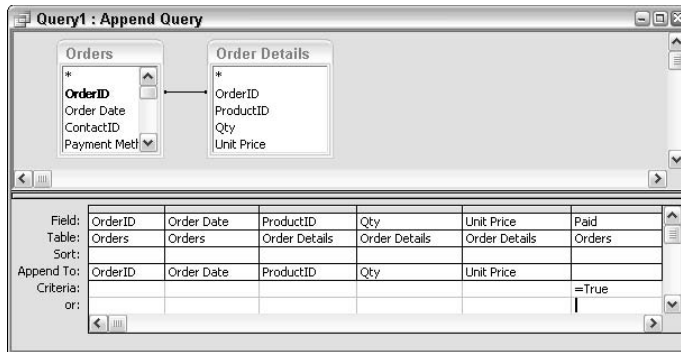 Query1 : Append Query
Orders
*
OrderID
Order Date
ContactID
Payment Meth
Order Details
*
OrderID
ProductID
Qty
Unit Price
Field: OrderID Order Date ProductID Qty Unit Price Paid
Table: Orders Orders Order Details Order Details Order Details Orders
Sort:
Append To: OrderID Order Date ProductID Qty Unit Price
Criteria: =True
or: